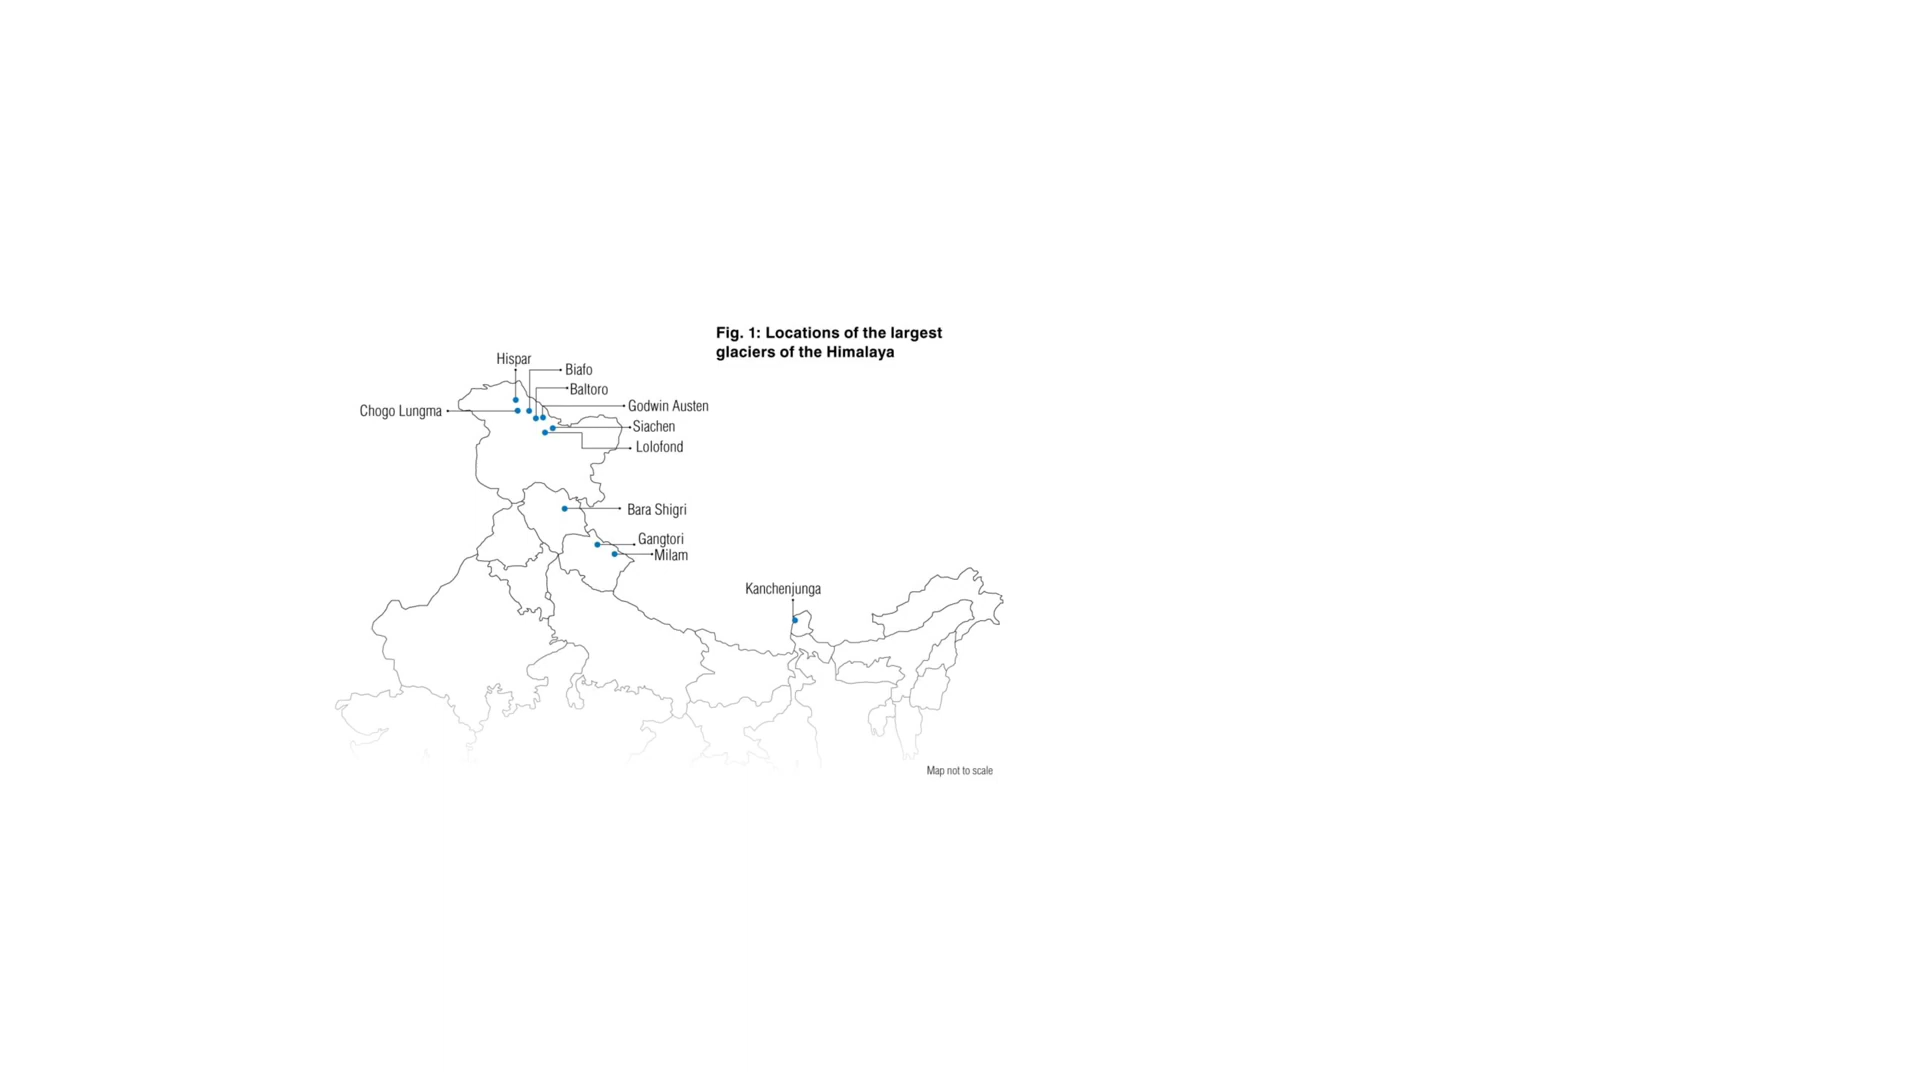 Fig. 1: Locations of the largest
glaciers of the Himalaya
Hispar
Biafo
Baltoro
Chogo Lungma
Godwin Austen
Siachen
Lolofond
Bara Shigri
Gangtori
Milam
Kanchenjunga
Map not to scale